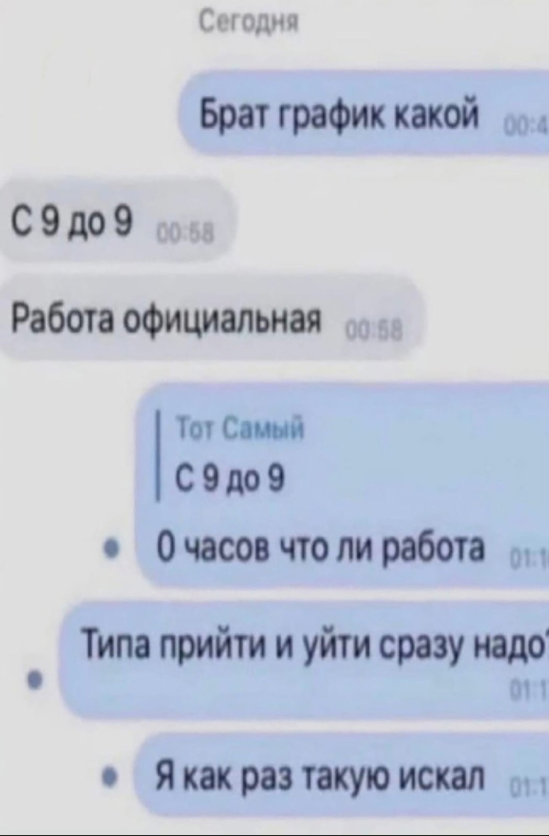 Сегодня
Брат график какой
С 9 до 9 00:58
Работа официальная 00:58
Тот Самый
С 9 до 9
0 часов что ли работа
Типа прийти и уйти сразу надо?
Я как раз такую искал